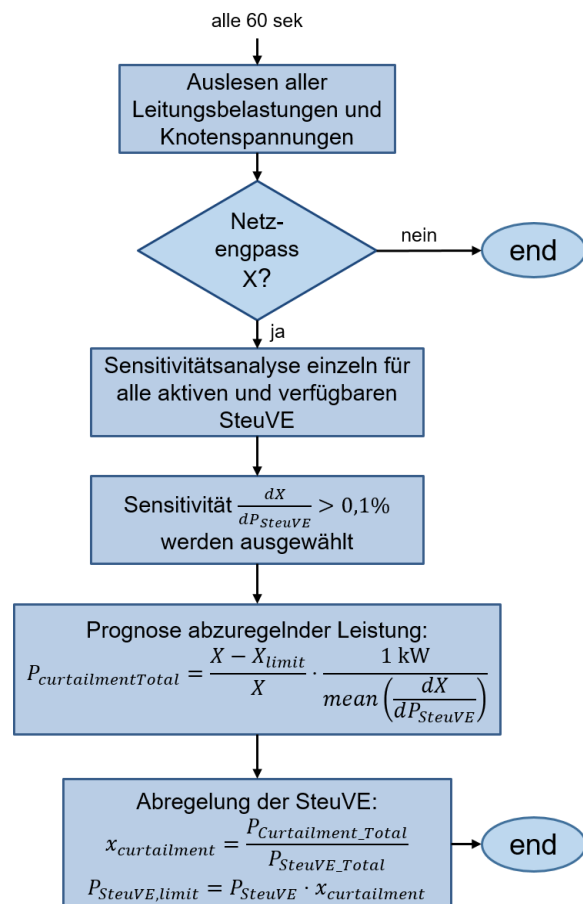 alle 60 sek
Auslesen aller
Leitungsbelastungen und
Knotenspannungen
Netz-
engpass
X?
nein
end
ja
Sensitivitätsanalyse einzeln für
alle aktiven und verfügbaren
SteuVE
Sensitivität dX/dP_SteuVE > 0,1%
werden ausgewählt
Prognose abzuregelnder Leistung:
P_curtailmentTotal = (X − X_limit)/X · 1 kW/mean(dX/dP_SteuVE)
Abregelung der SteuVE:
x_curtailment = P_Curtailment_Total/P_SteuVE_Total
P_SteuVE,limit = P_SteuVE · x_curtailment
end